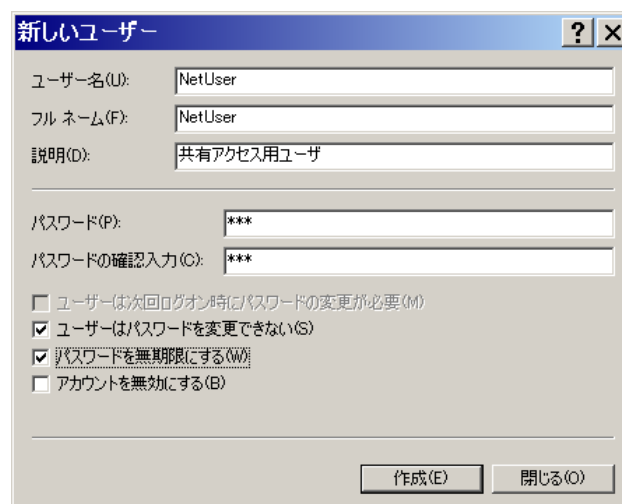 新しいユーザー
ユーザー名(U): NetUser
フル ネーム(F): NetUser
説明(D): 共有アクセス用ユーザ
パスワード(P): ***
パスワードの確認入力(C): ***
ユーザーは次回ログオン時にパスワードの変更が必要(M)
ユーザーはパスワードを変更できない(S)
パスワードを無期限にする(W)
アカウントを無効にする(B)
作成(E) 閉じる(O)